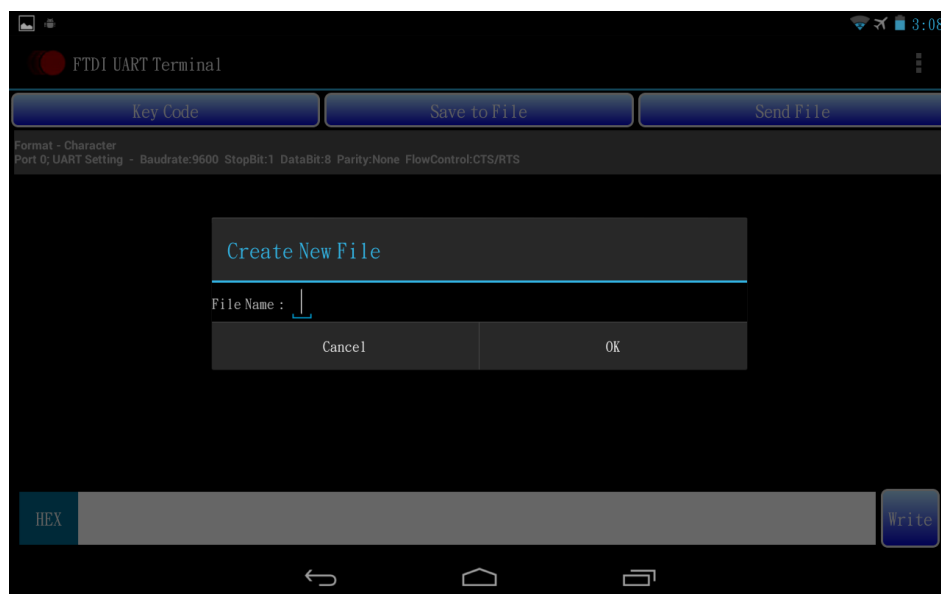 3:08
FTDI UART Terminal
Key Code
Save to File
Send File
Format - Character
Port 0; UART Setting - Baudrate:9600 StopBit:1 DataBit:8 Parity:None FlowControl:CTS/RTS
Create New File
File Name :
Cancel
OK
HEX
Write